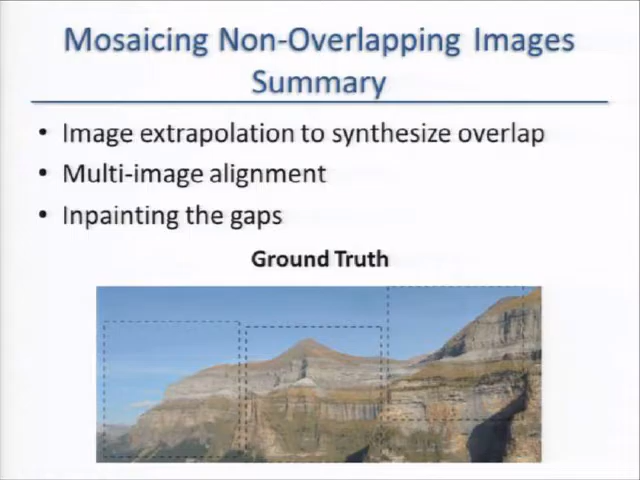 Mosaicing Non-Overlapping Images
Summary
• Image extrapolation to synthesize overlap
• Multi-image alignment
• Inpainting the gaps
Ground Truth